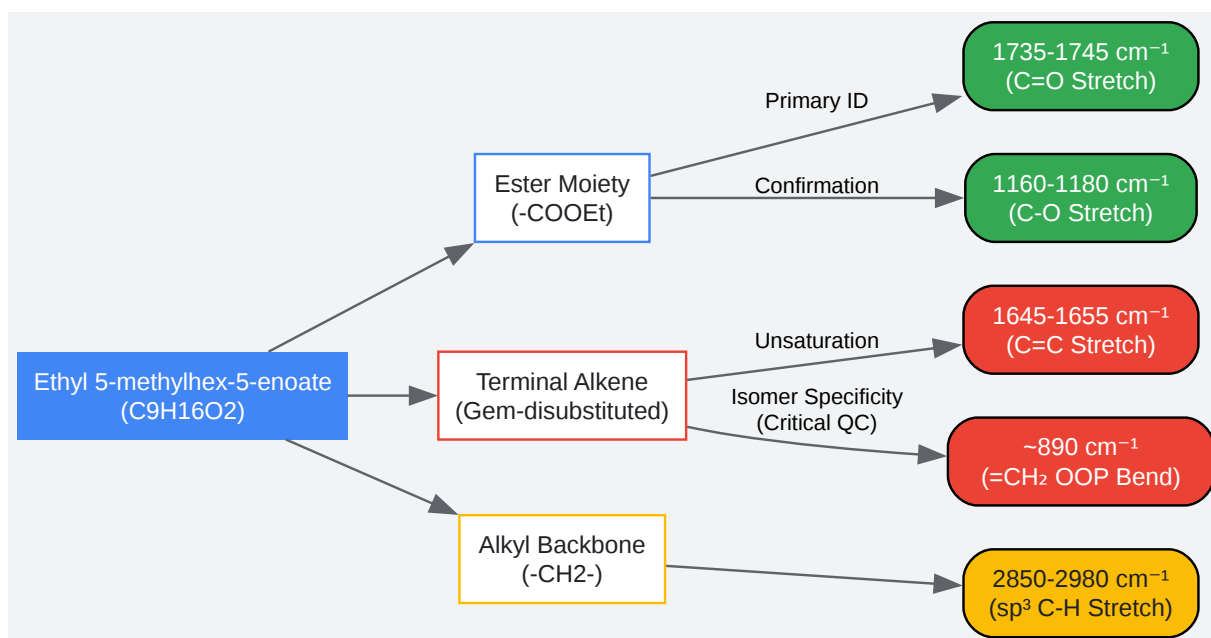 1735-1745 cm⁻¹
(C=O Stretch)
Primary ID
Ester Moiety
(-COOEt)
Confirmation
1160-1180 cm⁻¹
(C-O Stretch)
Ethyl 5-methylhex-5-enoate
(C9H16O2)
Terminal Alkene
(Gem-disubstituted)
Unsaturation
1645-1655 cm⁻¹
(C=C Stretch)
Isomer Specificity
(Critical QC)
~890 cm⁻¹
(=CH₂ OOP Bend)
Alkyl Backbone
(-CH2-)
2850-2980 cm⁻¹
(sp³ C-H Stretch)